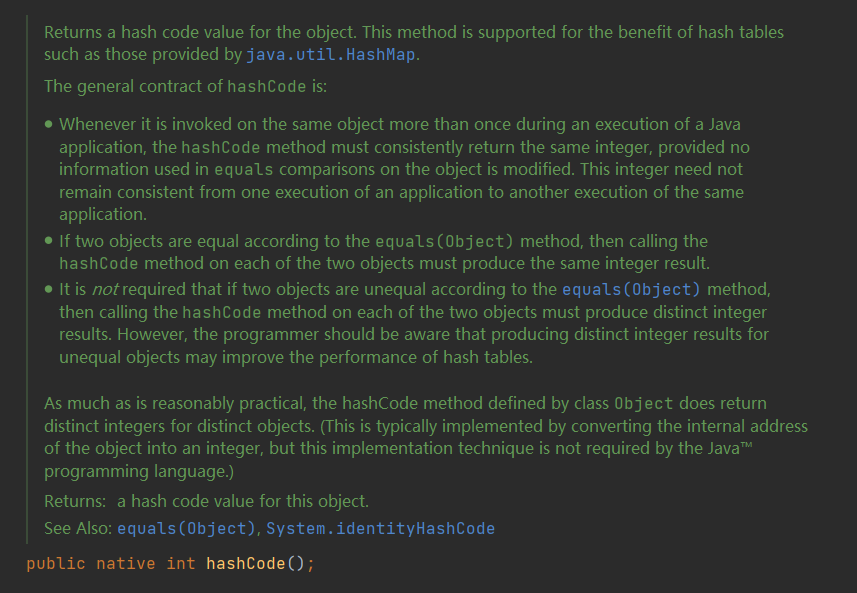 Returns a hash code value for the object. This method is supported for the benefit of hash tables
such as those provided by java.util.HashMap.
The general contract of hashCode is:
• Whenever it is invoked on the same object more than once during an execution of a Java
application, the hashCode method must consistently return the same integer, provided no
information used in equals comparisons on the object is modified. This integer need not
remain consistent from one execution of an application to another execution of the same
application.
• If two objects are equal according to the equals(Object) method, then calling the
hashCode method on each of the two objects must produce the same integer result.
• It is not required that if two objects are unequal according to the equals(Object) method,
then calling the hashCode method on each of the two objects must produce distinct integer
results. However, the programmer should be aware that producing distinct integer results for
unequal objects may improve the performance of hash tables.
As much as is reasonably practical, the hashCode method defined by class Object does return
distinct integers for distinct objects. (This is typically implemented by converting the internal address
of the object into an integer, but this implementation technique is not required by the Java™
programming language.)
Returns: a hash code value for this object.
See Also: equals(Object), System.identityHashCode
public native int hashCode();